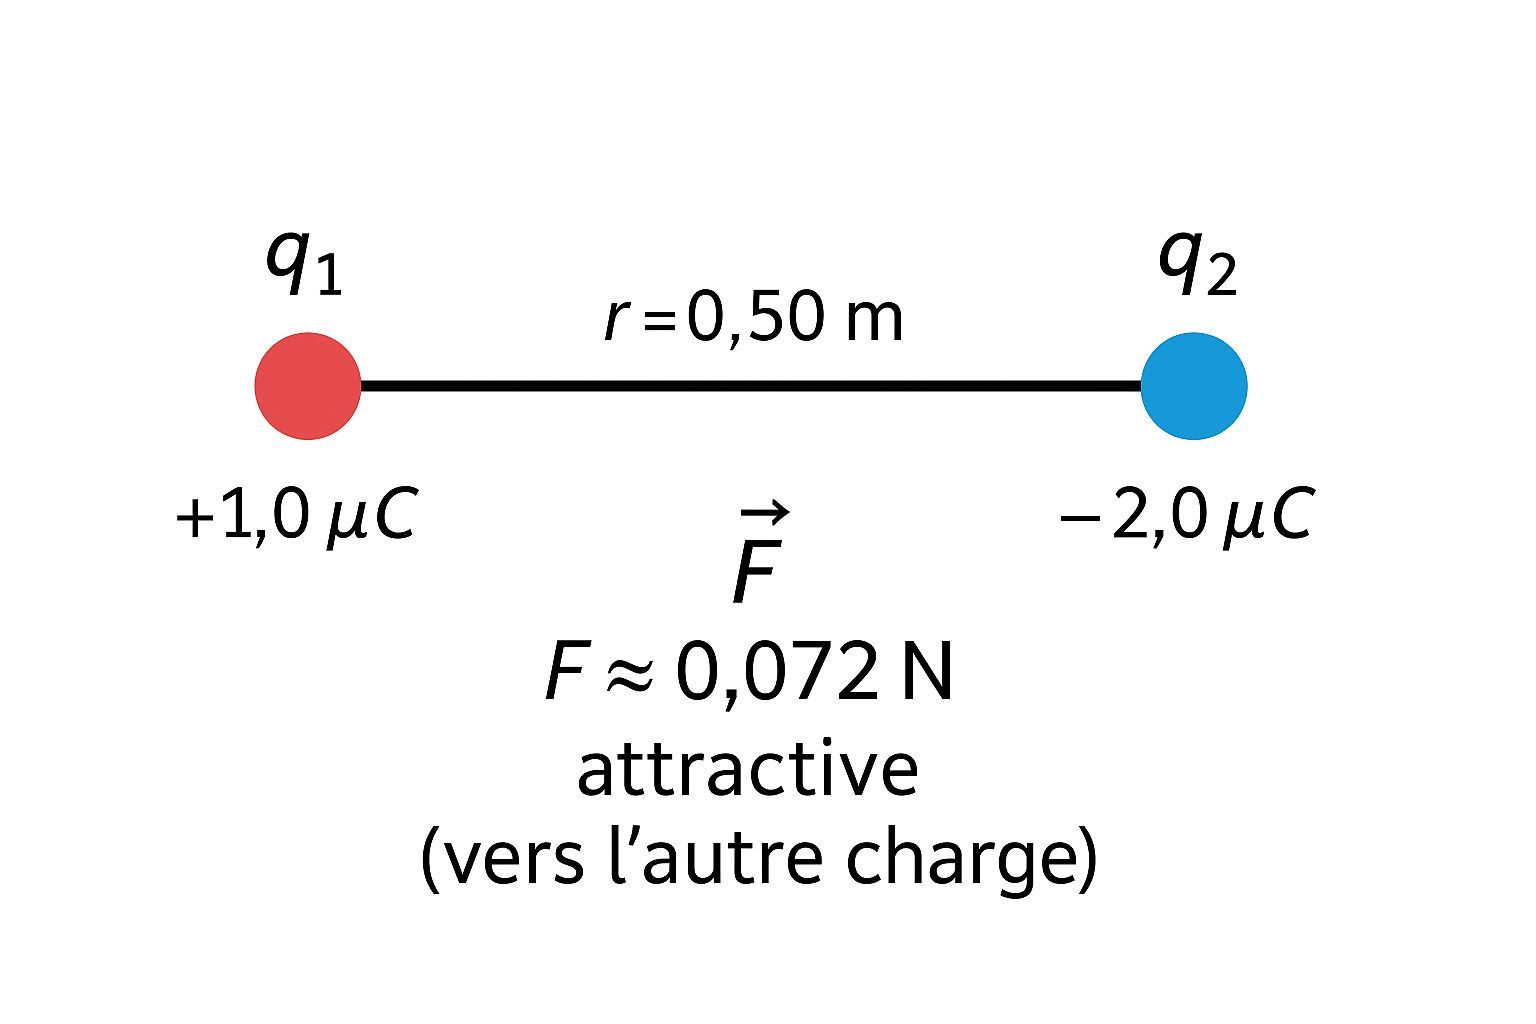 q₁
q₂
r = 0,50 m
+1,0 μC
−2,0 μC
F⃗
F ≈ 0,072 N
attractive
(vers l’autre charge)